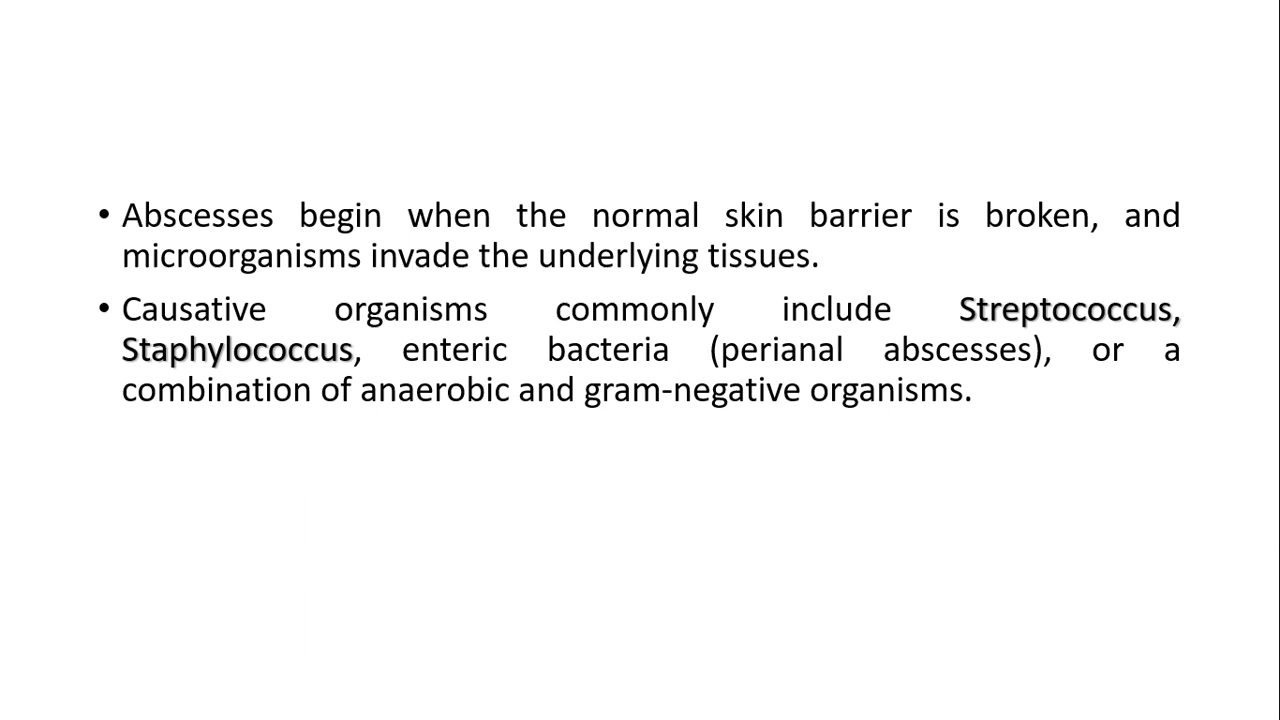 • Abscesses begin when the normal skin barrier is broken, and
microorganisms invade the underlying tissues.
• Causative organisms commonly include Streptococcus,
Staphylococcus, enteric bacteria (perianal abscesses), or a
combination of anaerobic and gram-negative organisms.